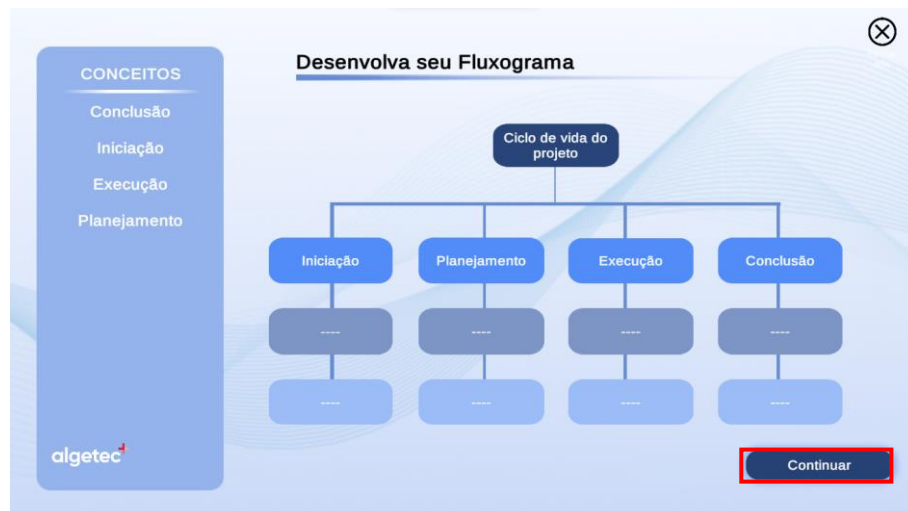 CONCEITOS
Conclusão
Iniciação
Execução
Planejamento
algetec
Desenvolva seu Fluxograma
Ciclo de vida do
projeto
Iniciação
Planejamento
Execução
Conclusão
----
----
----
----
----
----
----
----
Continuar